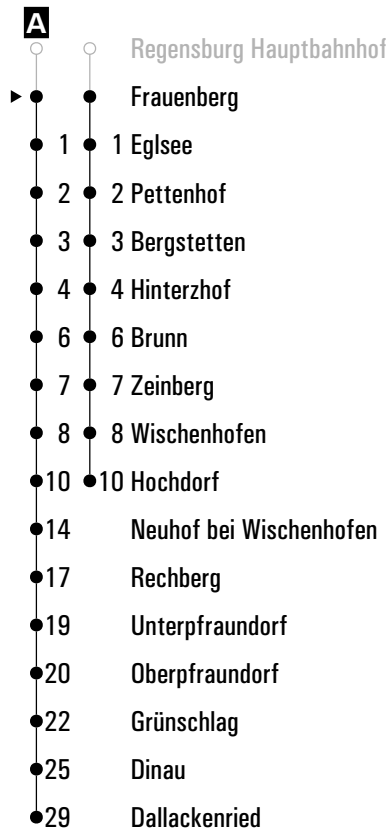 A
Regensburg Hauptbahnhof
Frauenberg
1 1 Eglsee
2 2 Pettenhof
3 3 Bergstetten
4 4 Hinterzhof
6 6 Brunn
7 7 Zeinberg
8 8 Wischenhofen
10 10 Hochdorf
14 Neuhof bei Wischenhofen
17 Rechberg
19 Unterpfraundorf
20 Oberpfraundorf
22 Grünschlag
25 Dinau
29 Dallackenried